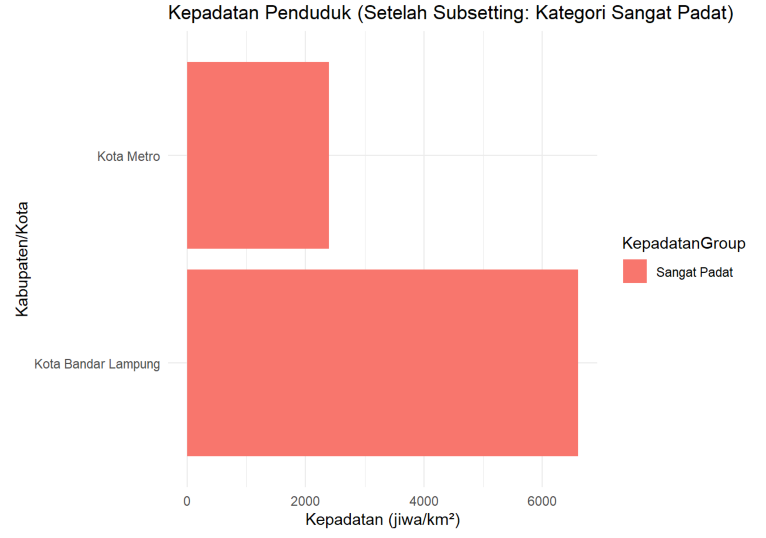 Kepadatan Penduduk (Setelah Subsetting: Kategori Sangat Padat)
Kota Metro
Kabupaten/Kota
Kota Bandar Lampung
KepadatanGroup
Sangat Padat
0
2000
4000
6000
Kepadatan (jiwa/km²)